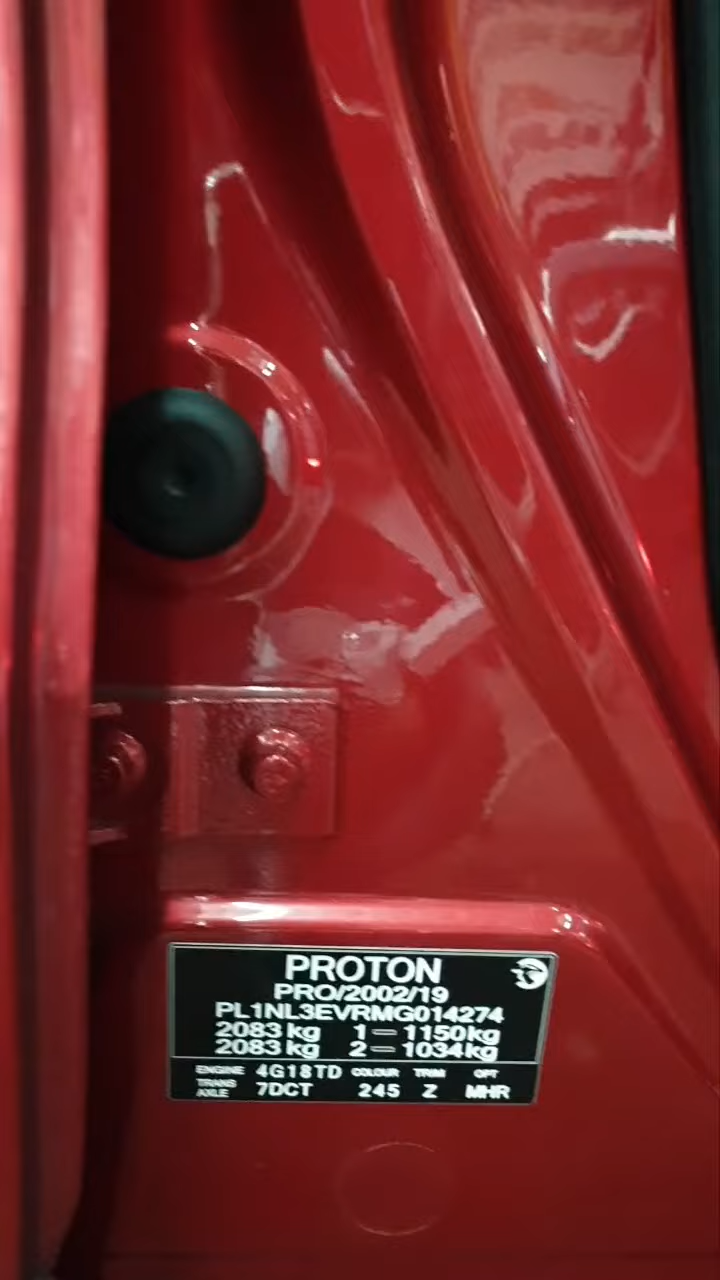 PROTON
PRO/2002/19
PL1NL3EVRMG014274
2083 kg 1 – 1150 kg
2083 kg 2 – 1034 kg
ENGINE 4G18TD COLOUR TRIM OPT
TRANS AXLE 7DCT 245 Z MHR